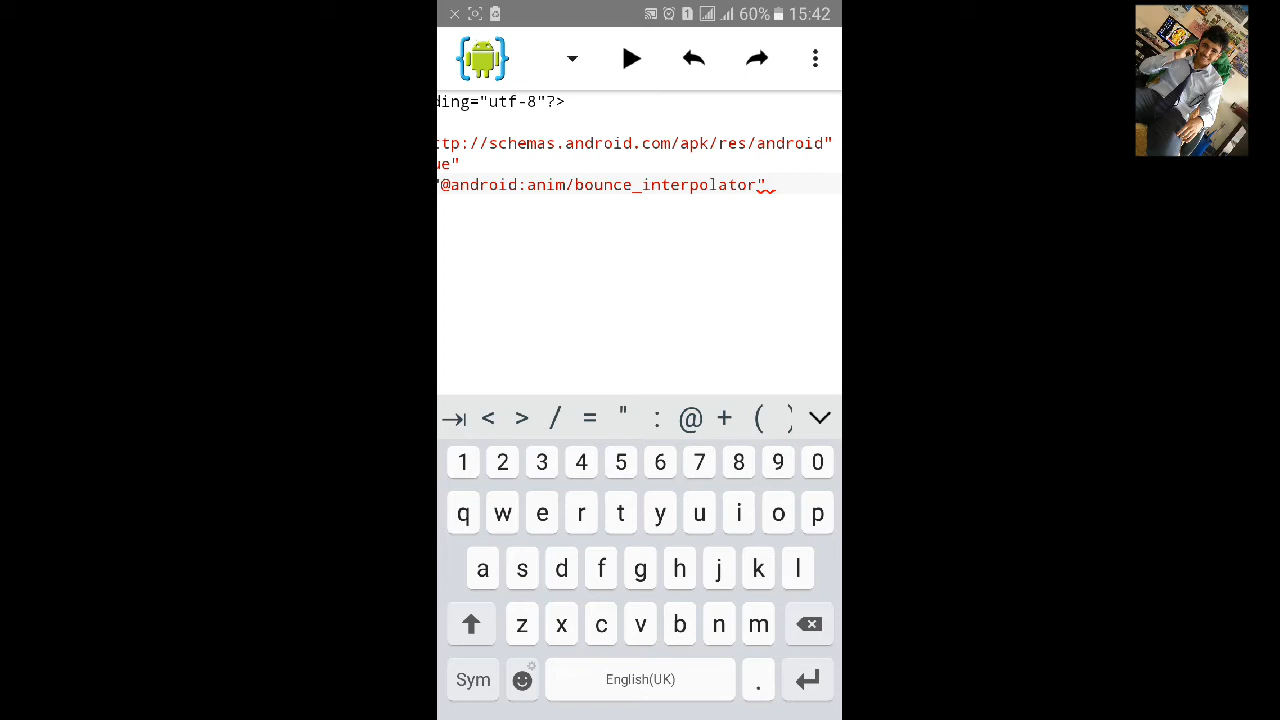 60% 15:42
ding="utf-8"?>
ttp://schemas.android.com/apk/res/android"
ue"
"@android:anim/bounce_interpolator"
< > / = " : @ + ( )
1 2 3 4 5 6 7 8 9 0
q w e r t y u i o p
a s d f g h j k l
z x c v b n m
Sym English(UK) .